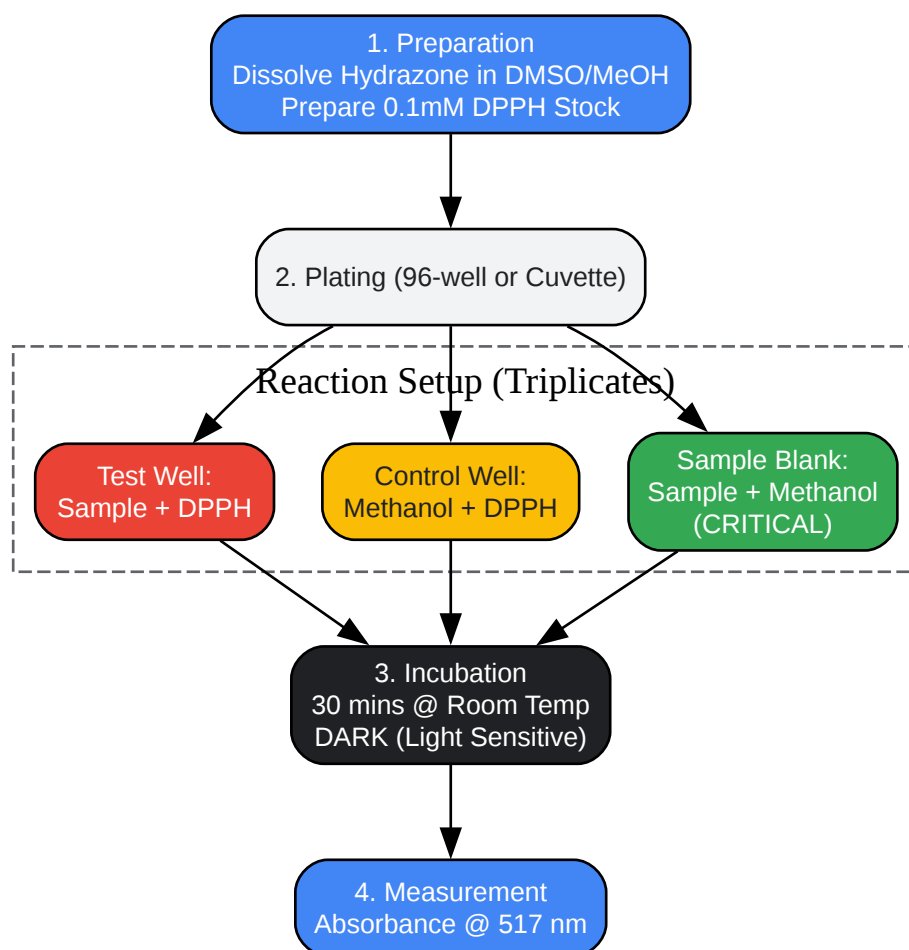 1. Preparation
Dissolve Hydrazone in DMSO/MeOH
Prepare 0.1mM DPPH Stock
2. Plating (96-well or Cuvette)
Reaction Setup (Triplicates)
Test Well:
Sample + DPPH
Control Well:
Methanol + DPPH
Sample Blank:
Sample + Methanol
(CRITICAL)
3. Incubation
30 mins @ Room Temp
DARK (Light Sensitive)
4. Measurement
Absorbance @ 517 nm